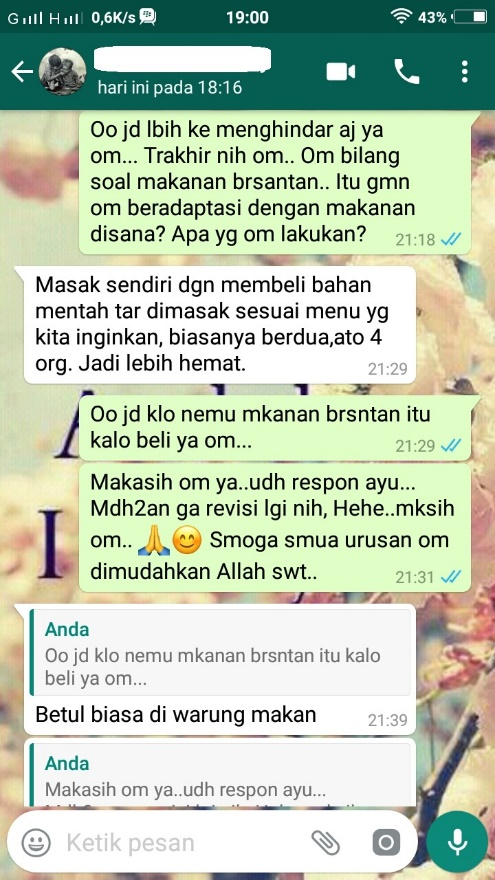 G H 0,6K/s 19:00 43%
hari ini pada 18:16
Oo jd lbih ke menghindar aj ya
om... Trakhir nih om.. Om bilang
soal makanan brsantan.. Itu gmn
om beradaptasi dengan makanan
disana? Apa yg om lakukan? 21:18
Masak sendiri dgn membeli bahan
mentah tar dimasak sesuai menu yg
kita inginkan, biasanya berdua,ato 4
org. Jadi lebih hemat. 21:29
Oo jd klo nemu mkanan brsntan itu
kalo beli ya om... 21:29
Makasih om ya..udh respon ayu...
Mdh2an ga revisi lgi nih, Hehe..mksih
om.. 🙏😊 Smoga smua urusan om
dimudahkan Allah swt.. 21:31
Anda
Oo jd klo nemu mkanan brsntan itu kalo
beli ya om...
Betul biasa di warung makan 21:39
Anda
Makasih om ya..udh respon ayu...
Ketik pesan